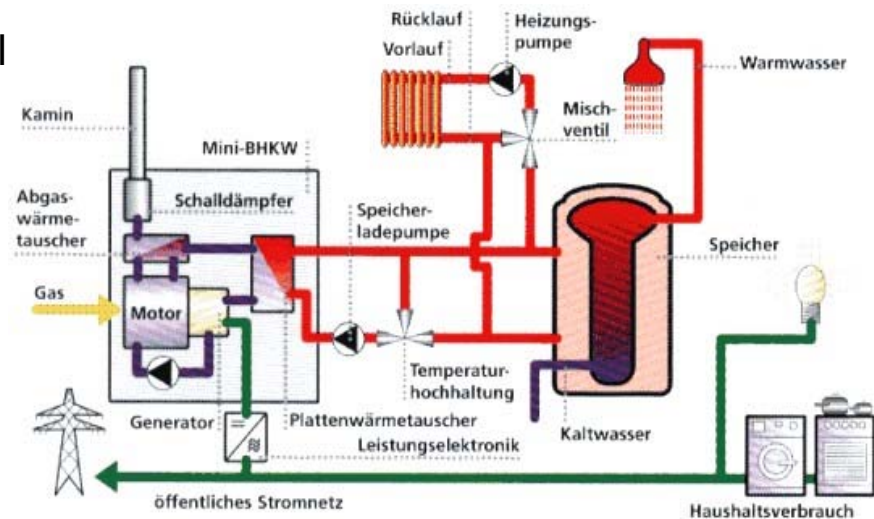 Rücklauf
Vorlauf
Heizungs-
pumpe
Warmwasser
Kamin
Misch-
ventil
Mini-BHKW
Abgas-
wärme-
tauscher
Schalldämpfer
Speicher-
ladepumpe
Speicher
Gas
Motor
Temperatur-
hochhaltung
Generator
Plattenwärmetauscher
Leistungselektronik
Kaltwasser
öffentliches Stromnetz
Haushaltsverbrauch